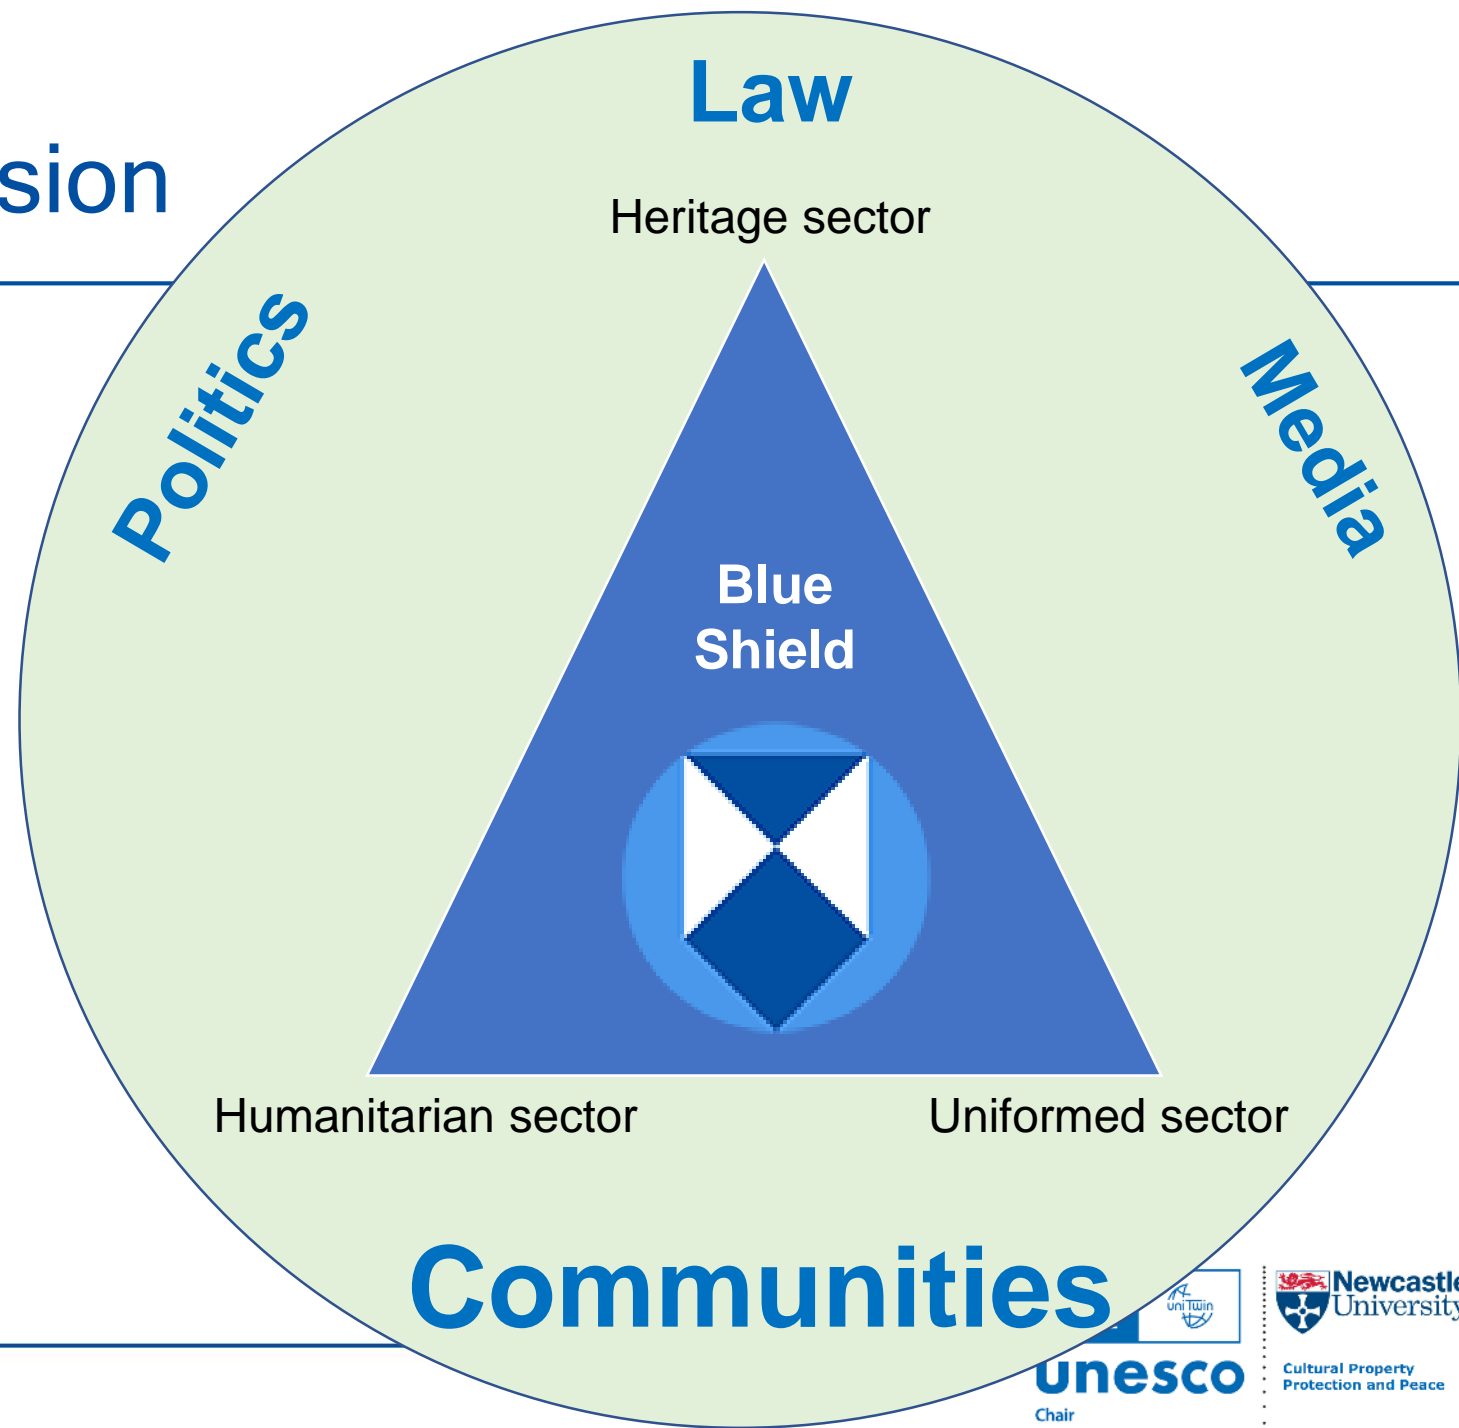 Law
sion
Heritage sector
Politics
Media
Blue
Shield
Humanitarian sector
Uniformed sector
Communities
uniTwin
Newcastle
University
unesco
Cultural Property
Protection and Peace
Chair